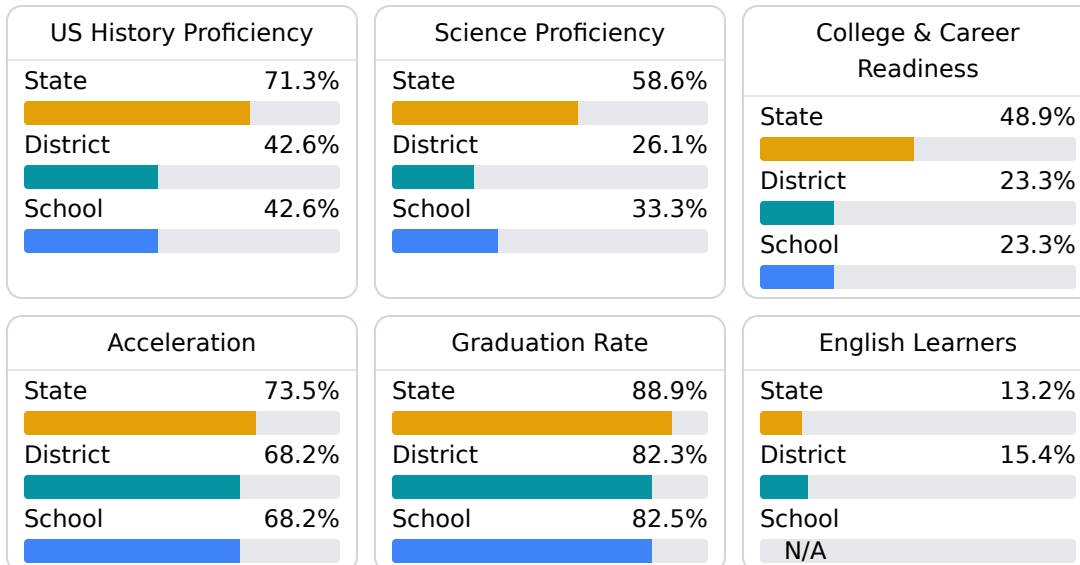 US History Proficiency
State 71.3%
District 42.6%
School 42.6%
Science Proficiency
State 58.6%
District 26.1%
School 33.3%
College & Career
Readiness
State 48.9%
District 23.3%
School 23.3%
Acceleration
State 73.5%
District 68.2%
School 68.2%
Graduation Rate
State 88.9%
District 82.3%
School 82.5%
English Learners
State 13.2%
District 15.4%
School
N/A